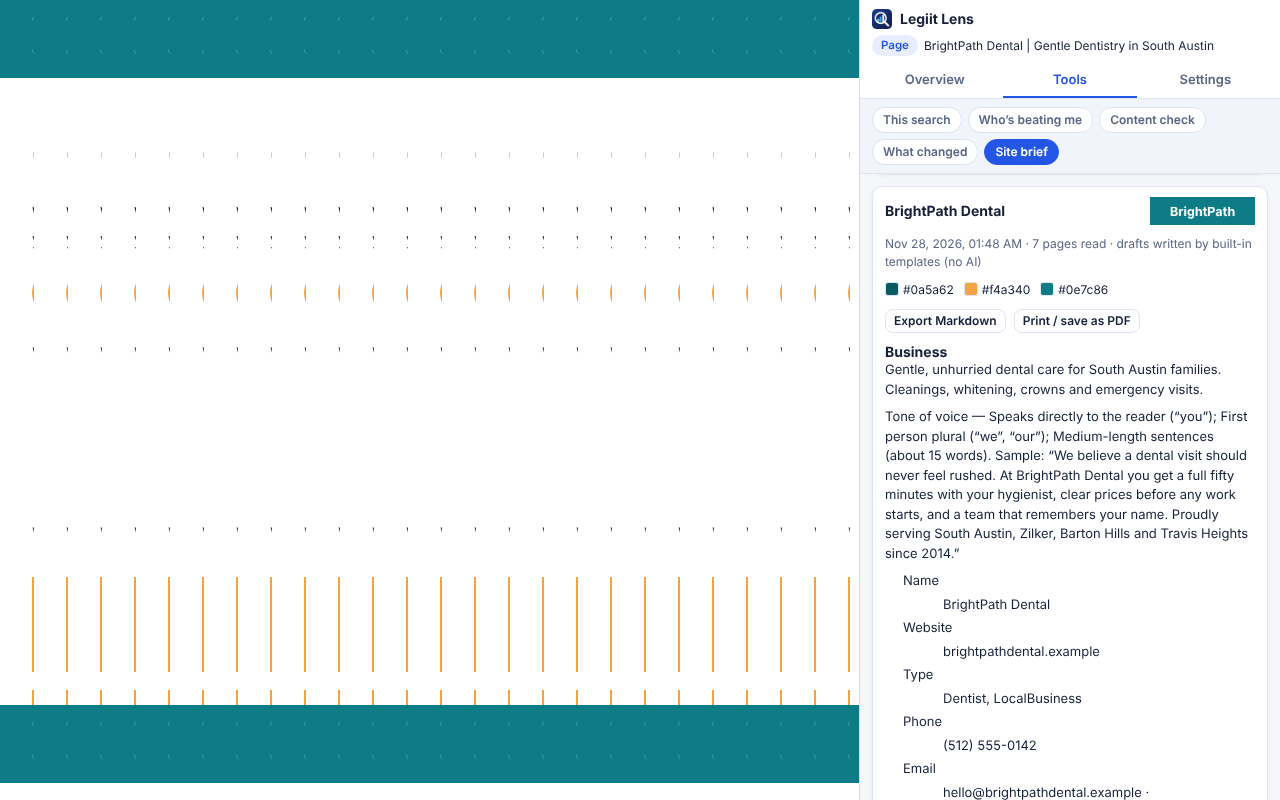 Legiit Lens
Page BrightPath Dental | Gentle Dentistry in South Austin
Overview Tools Settings
This search Who’s beating me Content check
What changed Site brief
BrightPath Dental BrightPath
Nov 28, 2026, 01:48 AM · 7 pages read · drafts written by built-in
templates (no AI)
#0a5a62 #f4a340 #0e7c86
Export Markdown Print / save as PDF
Business
Gentle, unhurried dental care for South Austin families.
Cleanings, whitening, crowns and emergency visits.
Tone of voice — Speaks directly to the reader (“you”); First
person plural (“we”, “our”); Medium-length sentences
(about 15 words). Sample: “We believe a dental visit should
never feel rushed. At BrightPath Dental you get a full fifty
minutes with your hygienist, clear prices before any work
starts, and a team that remembers your name. Proudly
serving South Austin, Zilker, Barton Hills and Travis Heights
since 2014.”
Name
BrightPath Dental
Website
brightpathdental.example
Type
Dentist, LocalBusiness
Phone
(512) 555-0142
Email
hello@brightpathdental.example ·